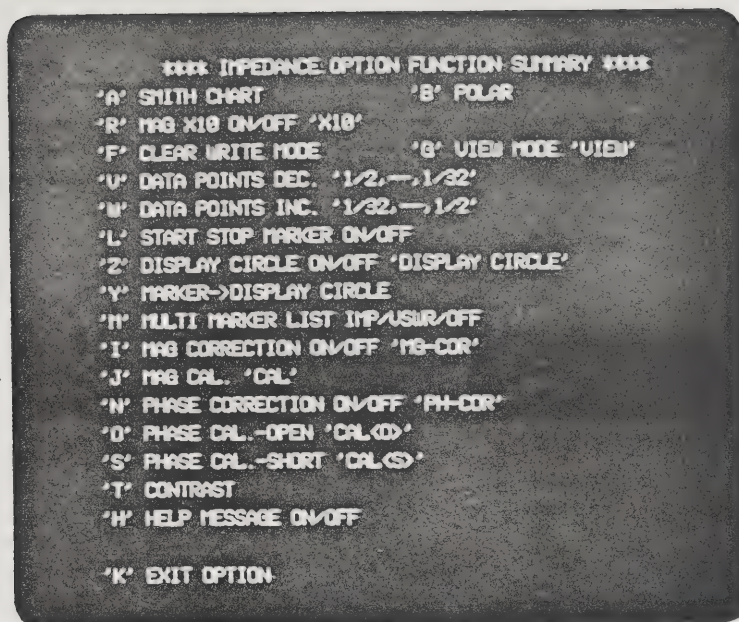 **** IMPEDANCE OPTION FUNCTION SUMMARY ****
'A' SMITH CHART 'B' POLAR
'R' MAG X10 ON/OFF 'X10'
'F' CLEAR WRITE MODE 'G' VIEW MODE 'VIEW'
'V' DATA POINTS DEC. '1/2,--,1/32'
'W' DATA POINTS INC. '1/32,--,1/2'
'L' START STOP MARKER ON/OFF
'Z' DISPLAY CIRCLE ON/OFF 'DISPLAY CIRCLE'
'Y' MARKER->DISPLAY CIRCLE
'M' MULTI MARKER LIST IMP/VSWR/OFF
'I' MAG CORRECTION ON/OFF 'MG-COR'
'J' MAG CAL. 'CAL'
'N' PHASE CORRECTION ON/OFF 'PH-COR'
'O' PHASE CAL.-OPEN 'CAL<O>'
'S' PHASE CAL.-SHORT 'CAL<S>'
'T' CONTRAST
'H' HELP MESSAGE ON/OFF
'K' EXIT OPTION